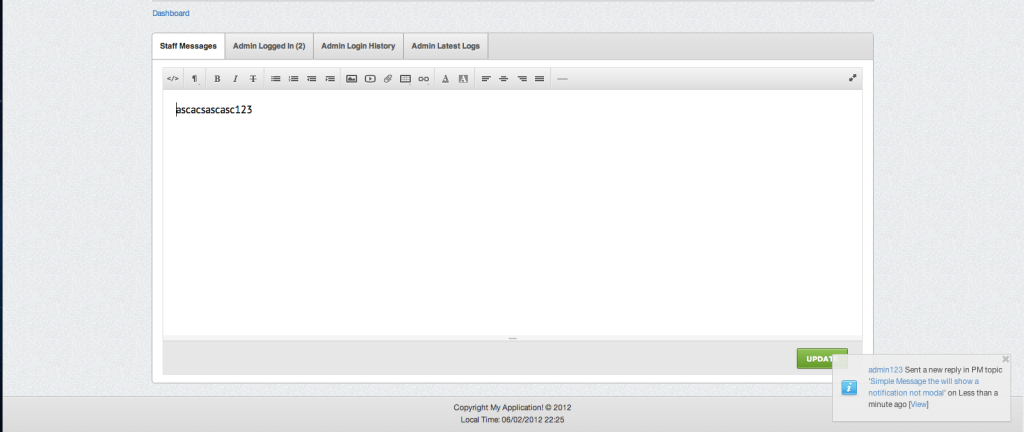 Dashboard
Staff Messages Admin Logged In (2) Admin Login History Admin Latest Logs
ascacsascasc123
UPDAT
admin123 Sent a new reply in PM topic
'Simple Message the will show a
notification not modal' on Less than a
minute ago [View]
Copyright My Application! © 2012
Local Time: 06/02/2012 22:25